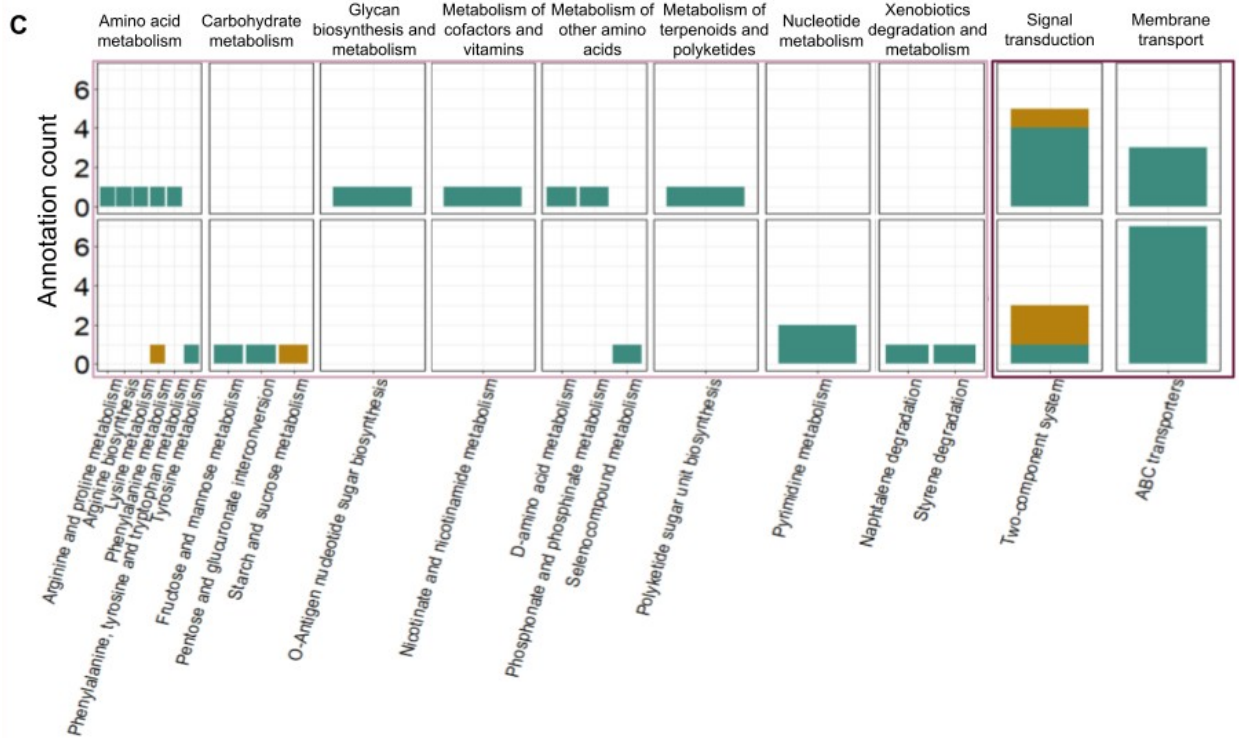 C
Amino acid
metabolism
Carbohydrate
metabolism
Glycan
biosynthesis and
metabolism
Metabolism of
cofactors and
vitamins
Metabolism of
other amino
acids
Metabolism of
terpenoids and
polyketides
Nucleotide
metabolism
Xenobiotics
degradation and
metabolism
Signal
transduction
Membrane
transport
Annotation count
6
4
2
0
6
4
2
0
Arginine and proline metabolism
Arginine biosynthesis
Lysine metabolism
Phenylalanine metabolism
Phenylalanine, tyrosine and tryptophan metabolism
Tyrosine metabolism
Fructose and mannose metabolism
Pentose and glucuronate interconversion
Starch and sucrose metabolism
O-Antigen nucleotide sugar biosynthesis
Nicotinate and nicotinamide metabolism
D-amino acid metabolism
Phosphonate and phosphinate metabolism
Selenocompound metabolism
Polyketide sugar unit biosynthesis
Pyrimidine metabolism
Naphtalene degradation
Styrene degradation
Two-component system
ABC transporters